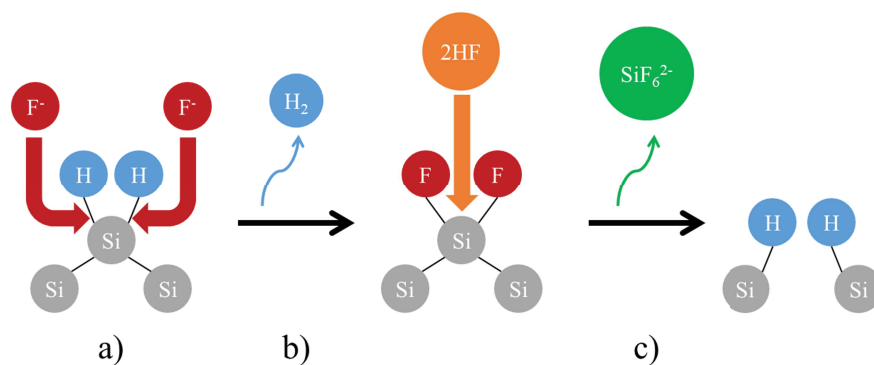 2HF
SiF₆²⁻
F⁻ F⁻
H₂
H H
F F
Si
Si
H H
Si Si
Si Si
Si Si
a) b) c)